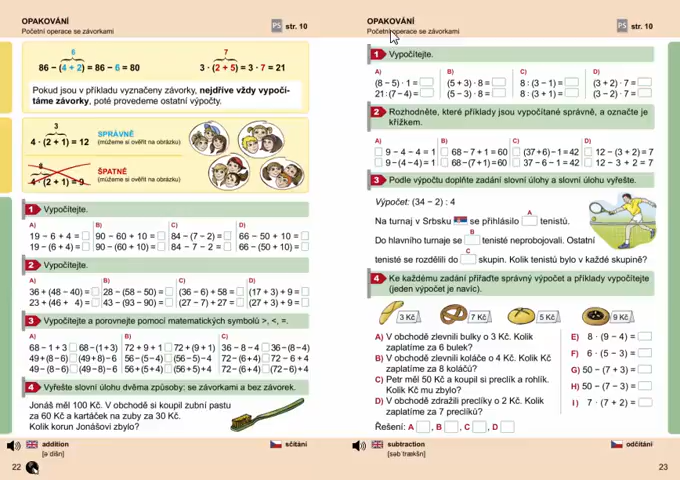 OPAKOVÁNÍ
Početní operace se závorkami
PS str. 10
6
86 – (4 + 2) = 86 – 6 = 80
7
3 · (2 + 5) = 3 · 7 = 21
Pokud jsou v příkladu vyznačeny závorky, nejdříve vždy vypočí-
táme závorky, poté provedeme ostatní výpočty.
3
4 · (2 + 1) = 12
SPRÁVNĚ
(můžeme si ověřit na obrázku)
8
4 · (2 + 1) = 9
ŠPATNĚ
(můžeme si ověřit na obrázku)
1 Vypočítejte.
A) B) C) D)
19 – 6 + 4 = 90 – 60 + 10 = 84 – (7 – 2) = 66 – 50 + 10 =
19 – (6 + 4) = 90 – (60 + 10) = 84 – 7 – 2 = 66 – (50 + 10) =
2 Vypočítejte.
A) B) C) D)
36 + (48 – 40) = 28 – (58 – 50) = (36 – 6) + 58 = (17 + 3) + 9 =
23 + (46 + 4) = 43 – (93 – 90) = (27 – 7) + 27 = (27 + 3) + 9 =
3 Vypočítejte a porovnejte pomocí matematických symbolů >, <, =.
A) B) C)
68 – 1 + 3 68 – (1+3) 72 + 9 + 1 72 + (9 + 1) 36 – 8 – 4 36 – (8 – 4)
49 + (8 – 6) (49 + 8) – 6 56 – (5 – 4) (56 – 5) – 4 72 – (6 + 4) 72 – 6 + 4
49 – (8 – 6) (49 – 8) – 6 56 + (5 + 4) (56 + 5) + 4 72 – (6 + 4) (72 – 6) + 4
4 Vyřešte slovní úlohu dvěma způsoby: se závorkami a bez závorek.
Jonáš měl 100 Kč. V obchodě si koupil zubní pastu
za 60 Kč a kartáček na zuby za 30 Kč.
Kolik korun Jonášovi zbylo?
addition
[ə dišn]
sčítání
22
OPAKOVÁNÍ
Početní operace se závorkami
PS str. 10
1 Vypočítejte.
A) B) C) D)
(8 – 5) · 1 = (5 + 3) · 8 = 8 : (3 – 1) = (3 + 2) · 7 =
21 : (7 – 4) = (5 – 3) · 8 = 8 : (3 + 1) = (3 – 2) · 7 =
2 Rozhodněte, které příklady jsou vypočítané správně, a označte je
křížkem.
A) B) C) D)
9 – 4 – 4 = 1 68 – 7 + 1 = 60 (37+6) – 1 = 42 12 – (3 + 2) = 7
9 – (4 – 4) = 1 68 – (7+1) = 60 37 – 6 – 1 = 42 12 – 3 + 2 = 7
3 Podle výpočtu doplňte zadání slovní úlohy a slovní úlohu vyřešte.
Výpočet: (34 – 2) : 4
A
Na turnaj v Srbsku se přihlásilo tenistů.
B
Do hlavního turnaje se tenisté neprobojovali. Ostatní
C
tenisté se rozdělili do skupin. Kolik tenistů bylo v každé skupině?
4 Ke každému zadání přiřaďte správný výpočet a příklady vypočítejte
(jeden výpočet je navíc).
3 Kč 7 Kč 5 Kč 9 Kč
A) V obchodě zlevnili bulky o 3 Kč. Kolik
zaplatíme za 6 bulek?
B) V obchodě zlevnili koláče o 4 Kč. Kolik Kč
zaplatíme za 8 koláčů?
C) Petr měl 50 Kč a koupil si preclík a rohlík.
Kolik Kč mu zbylo?
D) V obchodě zdražili preclíky o 2 Kč. Kolik
zaplatíme za 7 preclíků?
E) 8 · (9 – 4) =
F) 6 · (5 – 3) =
G) 50 – (7 + 3) =
H) 50 – (7 – 3) =
I) 7 · (7 + 2) =
Řešení: A , B , C , D
subtraction
[səb trækšn]
odčítání
23